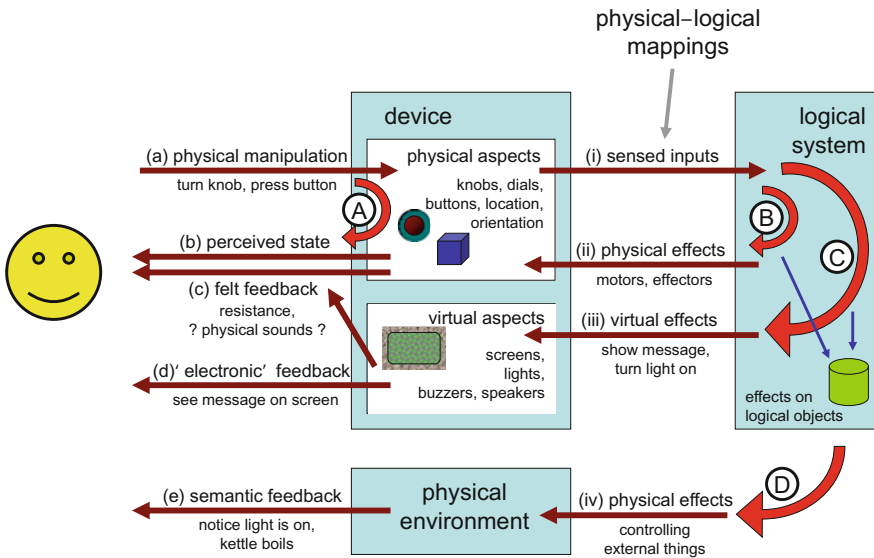 physical–logical
mappings
device
logical
system
(a) physical manipulation
turn knob, press button
physical aspects
knobs, dials,
buttons, location,
orientation
(i) sensed inputs
A
B
C
(b) perceived state
(ii) physical effects
motors, effectors
(c) felt feedback
resistance,
? physical sounds ?
virtual aspects
screens,
lights,
buzzers, speakers
(iii) virtual effects
show message,
turn light on
(d)‘ electronic’ feedback
see message on screen
effects on
logical objects
D
(e) semantic feedback
notice light is on,
kettle boils
physical
environment
(iv) physical effects
controlling
external things